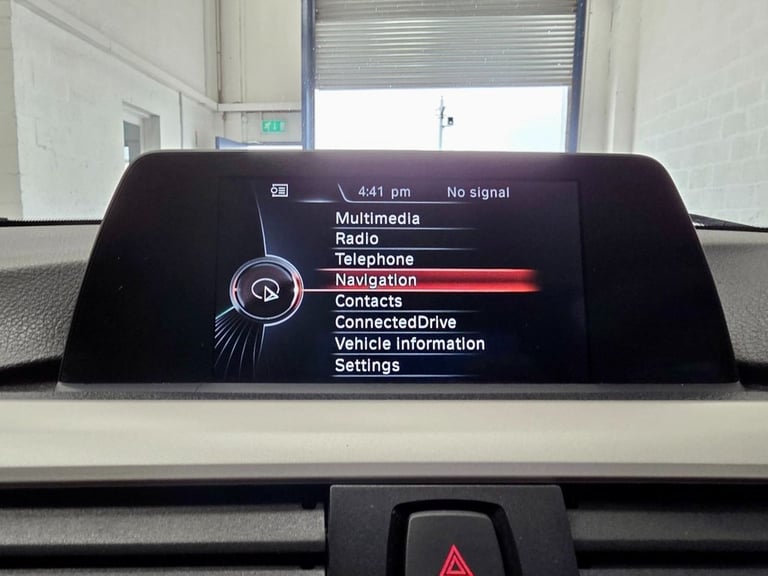 4:41 pm No signal
Multimedia
Radio
Telephone
Navigation
Contacts
ConnectedDrive
Vehicle information
Settings